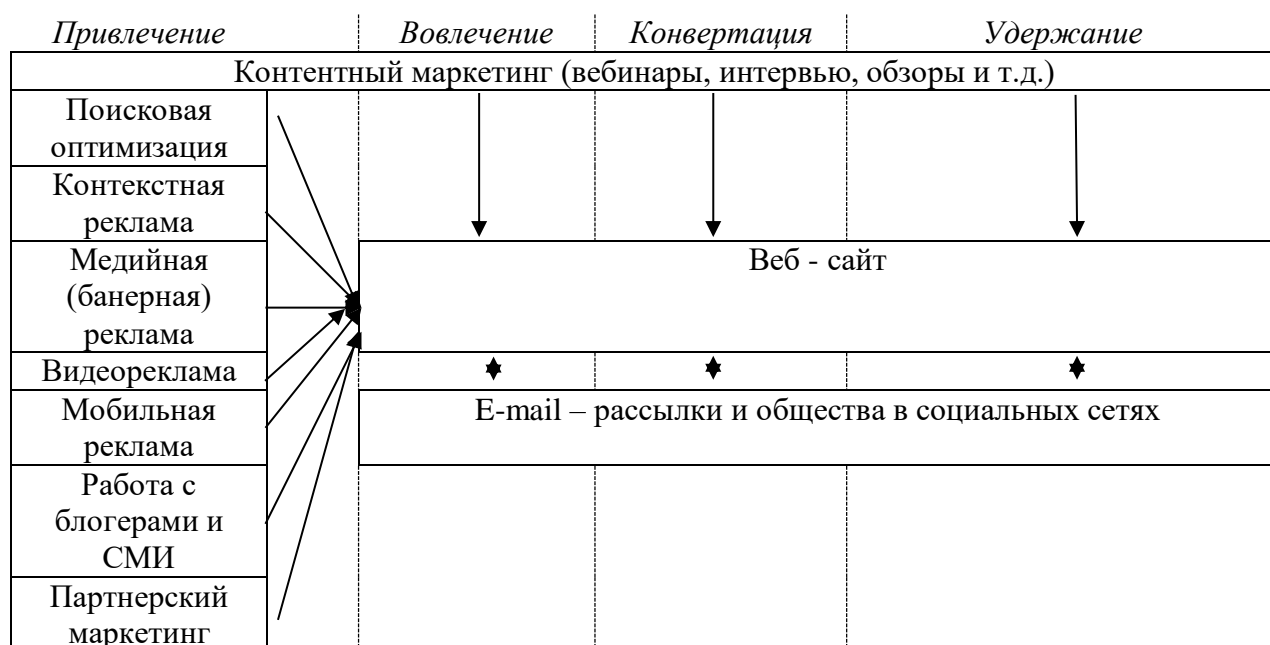 Привлечение Вовлечение Конвертация Удержание
Контентный маркетинг (вебинары, интервью, обзоры и т.д.)
Поисковая
оптимизация
Контекстная
реклама
Медийная
(банерная)
реклама
Веб - сайт
Видеореклама
Мобильная
реклама
E-mail – рассылки и общества в социальных сетях
Работа с
блогерами и
СМИ
Партнерский
маркетинг